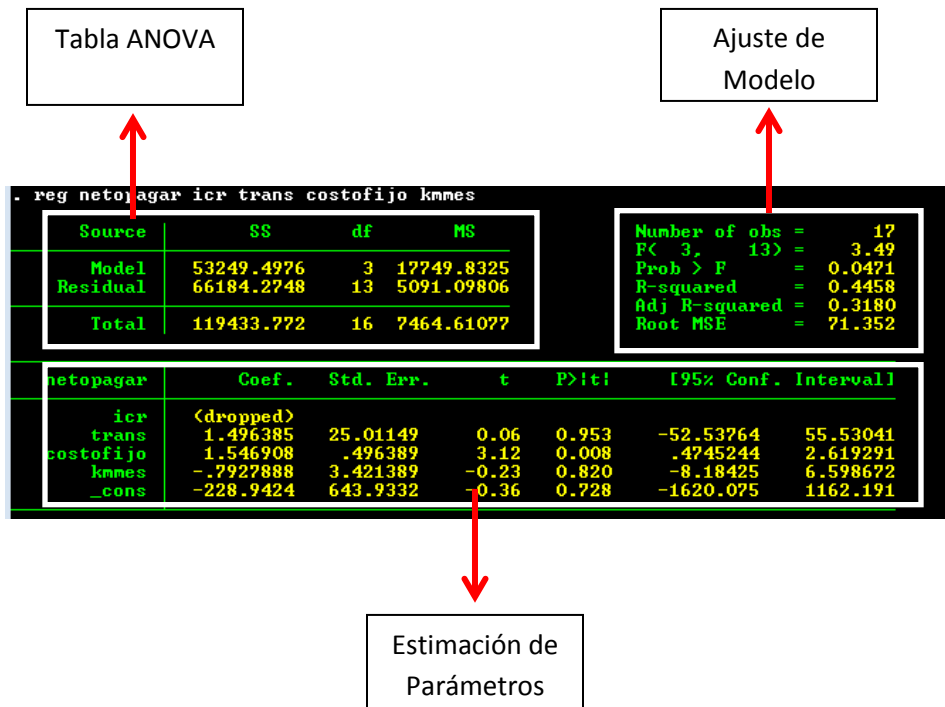 Tabla ANOVA
Ajuste de
Modelo
. reg netopagar icr trans costofijo kmmes
Source SS df MS
Model 53249.4976 3 17749.8325
Residual 66184.2748 13 5091.09806
Total 119433.772 16 7464.61077
Number of obs = 17
F( 3, 13) = 3.49
Prob > F = 0.0471
R-squared = 0.4458
Adj R-squared = 0.3180
Root MSE = 71.352
netopagar Coef. Std. Err. t P>|t| [95% Conf. Interval]
icr (dropped)
trans 1.496385 25.01149 0.06 0.953 -52.53764 55.53041
costofijo 1.546908 .496389 3.12 0.008 .4745244 2.619291
kmmes -.7927888 3.421389 -0.23 0.820 -8.18425 6.598672
_cons -228.9424 643.9332 -0.36 0.728 -1620.075 1162.191
Estimación de
Parámetros